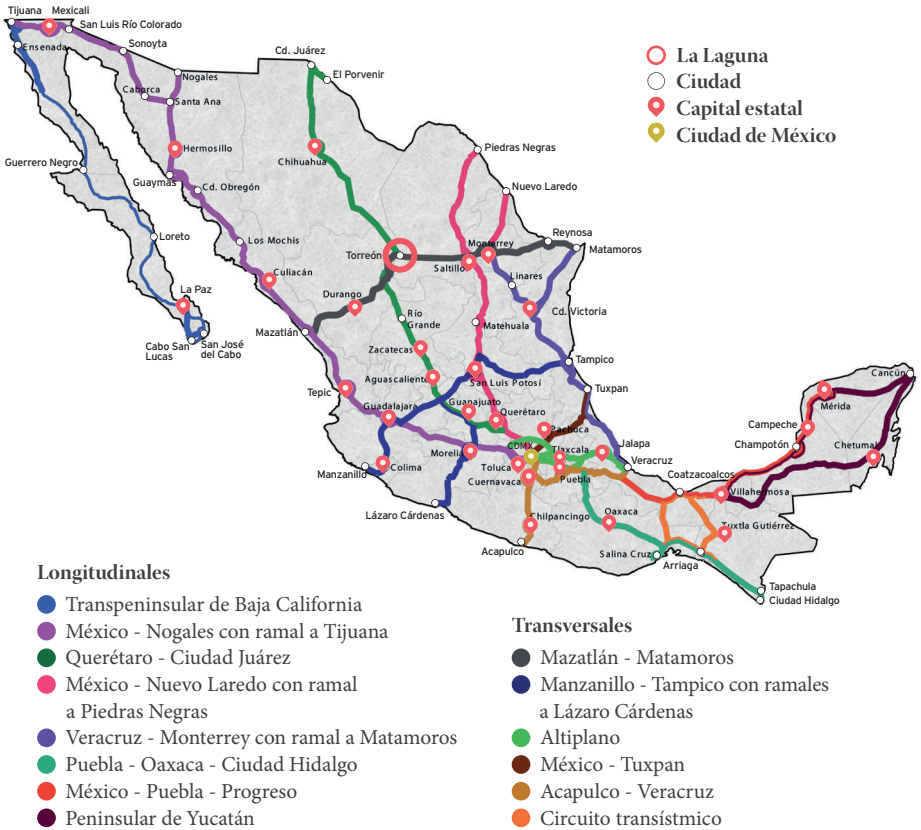 Tijuana
Mexicali
San Luis Río Colorado
Ensenada
Sonoyta
Nogales
Caborca
Santa Ana
Hermosillo
Guerrero Negro
Guaymas
Cd. Obregón
Loreto
Los Mochis
La Paz
Culiacán
Cabo San
Lucas
San José
del Cabo
Mazatlán
Cd. Juárez
El Porvenir
Chihuahua
Piedras Negras
Nuevo Laredo
Torreón
Saltillo
Monterrey
Reynosa
Matamoros
Linares
Durango
Río
Grande
Matehuala
Cd. Victoria
Zacatecas
Tampico
Aguascaliente
San Luis Potosí
Tuxpan
Tepic
Guadalajara
Guanajuato
Querétaro
Pachuca
Jalapa
Morelia
CDMX
Tlaxcala
Veracruz
Manzanillo
Colima
Toluca
Cuernavaca
Puebla
Lázaro Cárdenas
Chilpancingo
Oaxaca
Acapulco
Salina Cruz
Arriaga
Coatzacoalcos
Villahermosa
Tuxtla Gutiérrez
Tapachula
Ciudad Hidalgo
Cancún
Mérida
Campeche
Champotón
Chetumal
La Laguna
Ciudad
Capital estatal
Ciudad de México
Longitudinales
Transpeninsular de Baja California
México - Nogales con ramal a Tijuana
Querétaro - Ciudad Juárez
México - Nuevo Laredo con ramal
a Piedras Negras
Veracruz - Monterrey con ramal a Matamoros
Puebla - Oaxaca - Ciudad Hidalgo
México - Puebla - Progreso
Peninsular de Yucatán
Transversales
Mazatlán - Matamoros
Manzanillo - Tampico con ramales
a Lázaro Cárdenas
Altiplano
México - Tuxpan
Acapulco - Veracruz
Circuito transístmico